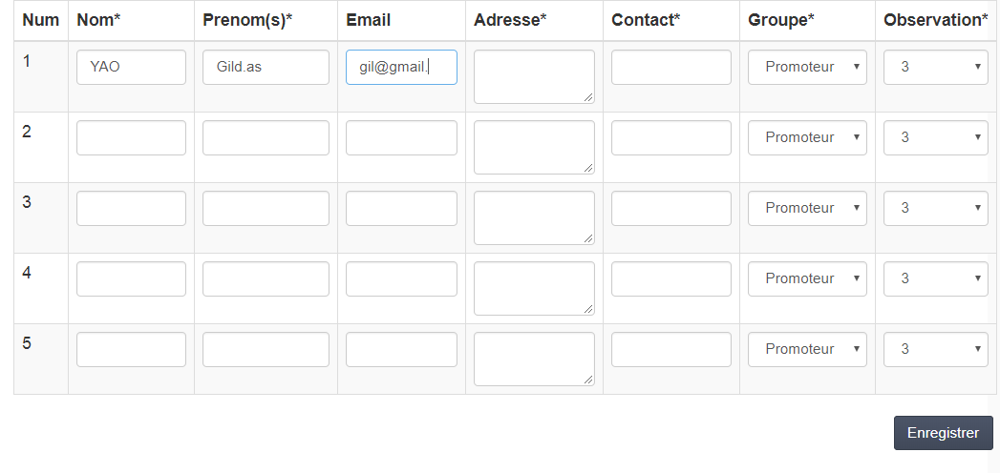 Num Nom* Prenom(s)* Email Adresse* Contact* Groupe* Observation*
1 YAO Gild.as gil@gmail. Promoteur 3
2 Promoteur 3
3 Promoteur 3
4 Promoteur 3
5 Promoteur 3
Enregistrer